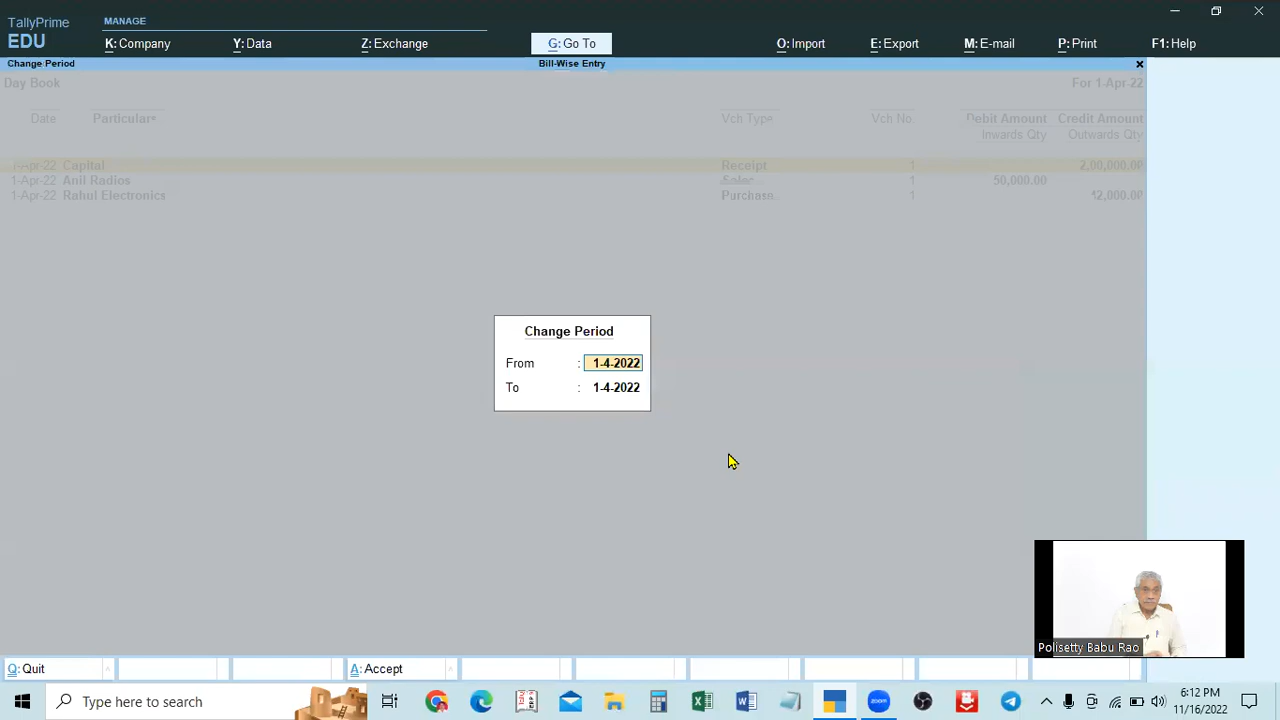 TallyPrime
EDU
MANAGE
K: Company
Y: Data
Z: Exchange
G: Go To
O: Import
E: Export
M: E-mail
P: Print
F1: Help
Change Period
Bill-Wise Entry
Day Book
For 1-Apr-22
Date
Particulars
Vch Type
Vch No.
Debit Amount
Credit Amount
Inwards Qty
Outwards Qty
1-Apr-22 Capital Receipt 1 2,00,000.00
1-Apr-22 Anil Radios Sales 1 50,000.00
1-Apr-22 Rahul Electronics Purchase 1 12,000.00
Change Period
From : 1-4-2022
To : 1-4-2022
Polisetty Babu Rao
Q: Quit
A: Accept
Type here to search
zoom
6:12 PM
11/16/2022